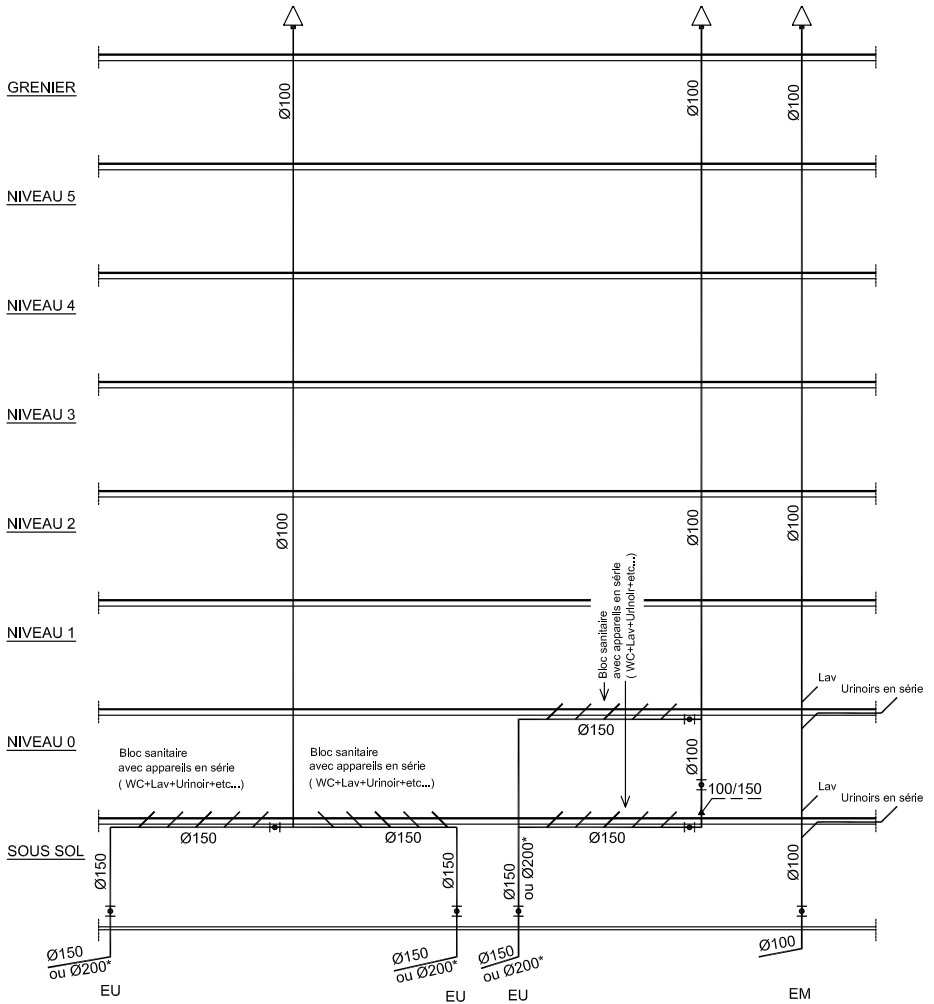 GRENIER
Ø100
Ø100
Ø100
NIVEAU 5
NIVEAU 4
NIVEAU 3
NIVEAU 2
Ø100
Ø100
Ø100
NIVEAU 1
Bloc sanitaire
avec appareils en série
( WC+Lav+Urinoir+etc...)
Lav
Urinoirs en série
NIVEAU 0
Ø150
Bloc sanitaire
avec appareils en série
( WC+Lav+Urinoir+etc...)
Bloc sanitaire
avec appareils en série
( WC+Lav+Urinoir+etc...)
Ø100
100/150
Lav
Urinoirs en série
SOUS SOL
Ø150
Ø150
Ø150
Ø150
Ø150
Ø150
ou Ø200*
Ø100
Ø150
ou Ø200*
EU
Ø150
ou Ø200*
EU
Ø150
ou Ø200*
EU
Ø100
EM